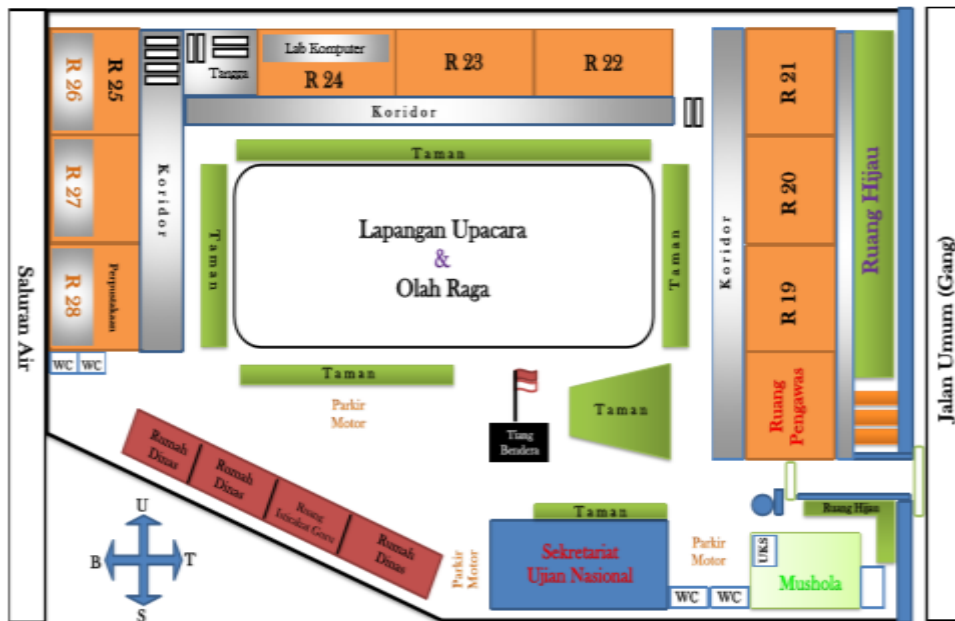 Lab Komputer
Tangga
R 24
R 23
R 22
Koridor
R 26
R 25
R 27
R 28
Perpustakaan
Koridor
WC
WC
Saluran Air
Taman
Taman
Taman
Taman
Lapangan Upacara
&
Olah Raga
Koridor
R 21
R 20
R 19
Ruang
Pengawas
Ruang Hijau
Jalan Umum (Gang)
Parkir
Motor
Tiang
Bendera
Taman
Rumah
Dinas
Rumah
Dinas
Ruang
Istirahat Guru
Rumah
Dinas
U
B
T
S
Parkir
Motor
Taman
Sekretariat
Ujian Nasional
Parkir
Motor
WC
WC
UKS
Mushola
Ruang Hijau